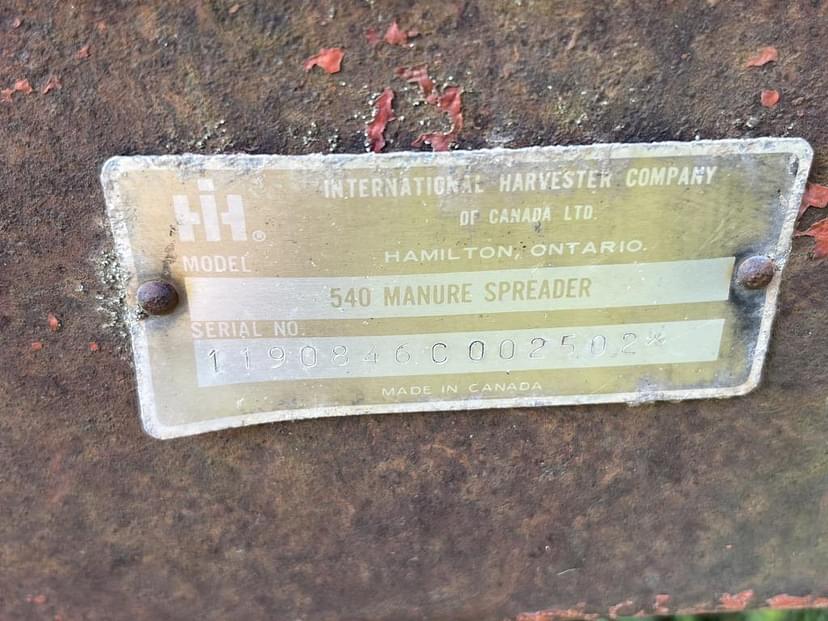 IH® INTERNATIONAL HARVESTER COMPANY
OF CANADA LTD.
HAMILTON, ONTARIO.
MODEL
540 MANURE SPREADER
SERIAL NO.
1190846C002502*
MADE IN CANADA